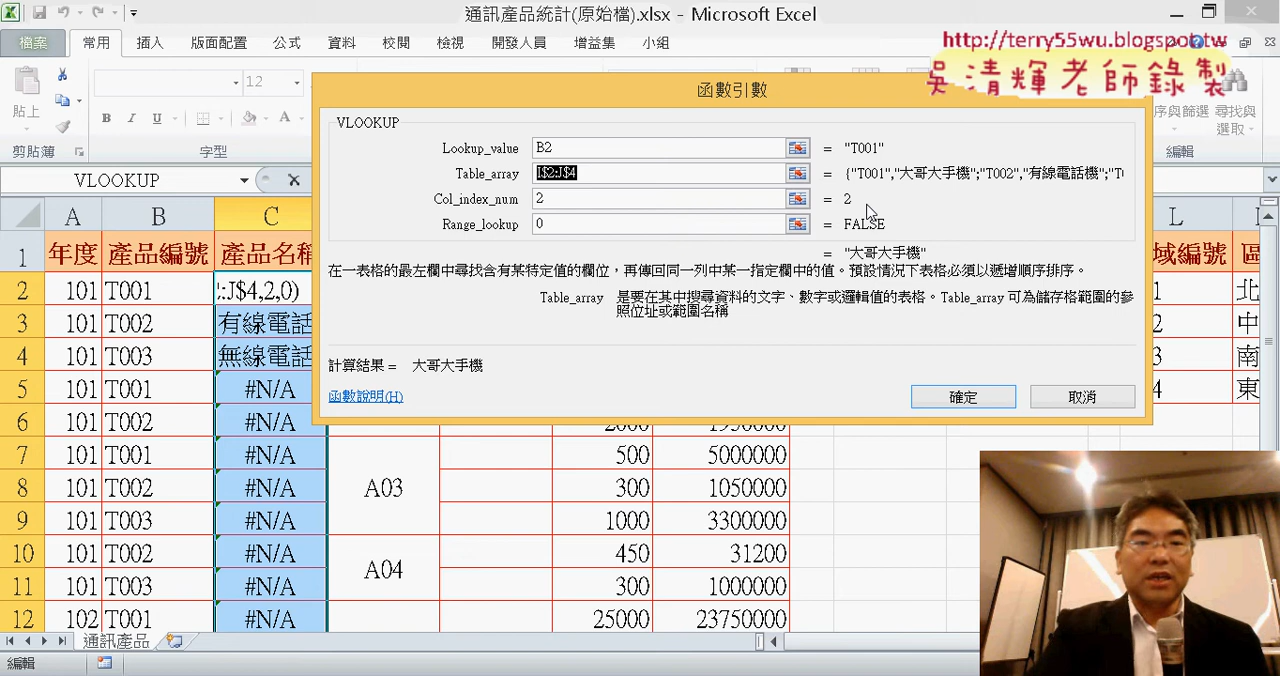 通訊產品統計(原始檔).xlsx - Microsoft Excel
檔案 常用 插入 版面配置 公式 資料 校閱 檢視 開發人員 增益集 小組
http://terry55wu.blogspot.tw
吳清輝老師錄製
貼上 12 序與篩選 尋找與
B I U A 選取
剪貼簿 字型 編輯
VLOOKUP
函數引數
VLOOKUP
Lookup_value B2 = "T001"
Table_array I$2:J$4 = {"T001","大哥大手機";"T002","有線電話機";"T
Col_index_num 2 = 2
Range_lookup 0 = FALSE
= "大哥大手機"
在一表格的最左欄中尋找含有某特定值的欄位，再傳回同一列中某一指定欄中的值。預設情況下表格必須以遞增順序排序。
Table_array 是要在其中搜尋資料的文字、數字或邏輯值的表格。Table_array 可為儲存格範圍的參
照位址或範圍名稱
計算結果 = 大哥大手機
函數說明(H) 確定 取消
A B C L
1 年度 產品編號 產品名稱 域編號 區
2 101 T001 :J$4,2,0) 1 北
3 101 T002 有線電話 2 中
4 101 T003 無線電話 3 南
5 101 T001 #N/A 4 東
6 101 T002 #N/A 2000 1950000
7 101 T001 #N/A 500 5000000
8 101 T002 #N/A A03 300 1050000
9 101 T003 #N/A 1000 3300000
10 101 T002 #N/A A04 450 31200
11 101 T003 #N/A 300 1000000
12 102 T001 #N/A 25000 23750000
通訊產品
編輯